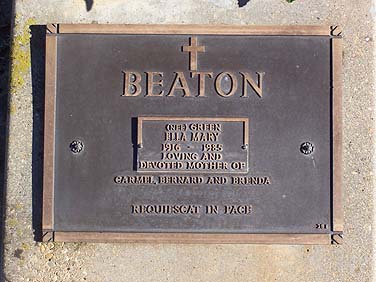 BEATON
(NEE) GREEN
ELLA MARY
1916 - 1985
LOVING AND
DEVOTED MOTHER OF
CARMEL, BERNARD AND BRENDA
REQUIESCAT IN PACE